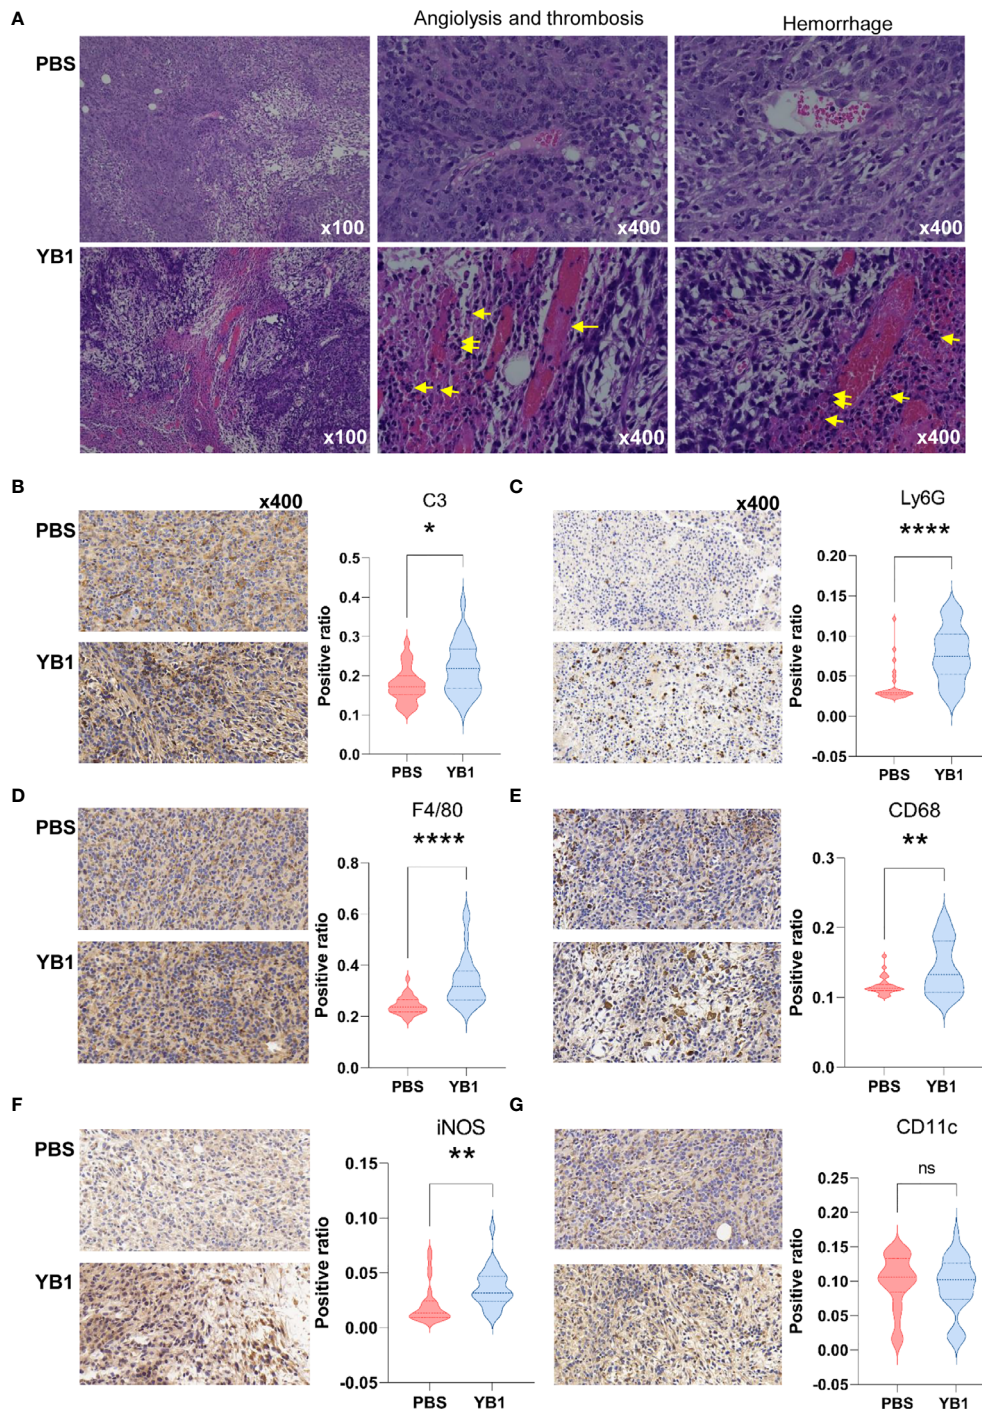 A
Angiolysis and thrombosis
Hemorrhage
PBS
x100
x400
x400
YB1
x100
x400
x400
B
x400
C3
PBS
*
YB1
Positive ratio
0.5
0.4
0.3
0.2
0.1
0.0
PBS YB1
C
x400
Ly6G
****
Positive ratio
0.20
0.15
0.10
0.05
0.00
-0.05
PBS YB1
D
F4/80
PBS
****
YB1
Positive ratio
0.8
0.6
0.4
0.2
0.0
PBS YB1
E
CD68
**
Positive ratio
0.3
0.2
0.1
0.0
PBS YB1
F
iNOS
PBS
**
YB1
Positive ratio
0.15
0.10
0.05
0.00
-0.05
PBS YB1
G
CD11c
ns
Positive ratio
0.25
0.20
0.15
0.10
0.05
0.00
-0.05
PBS YB1